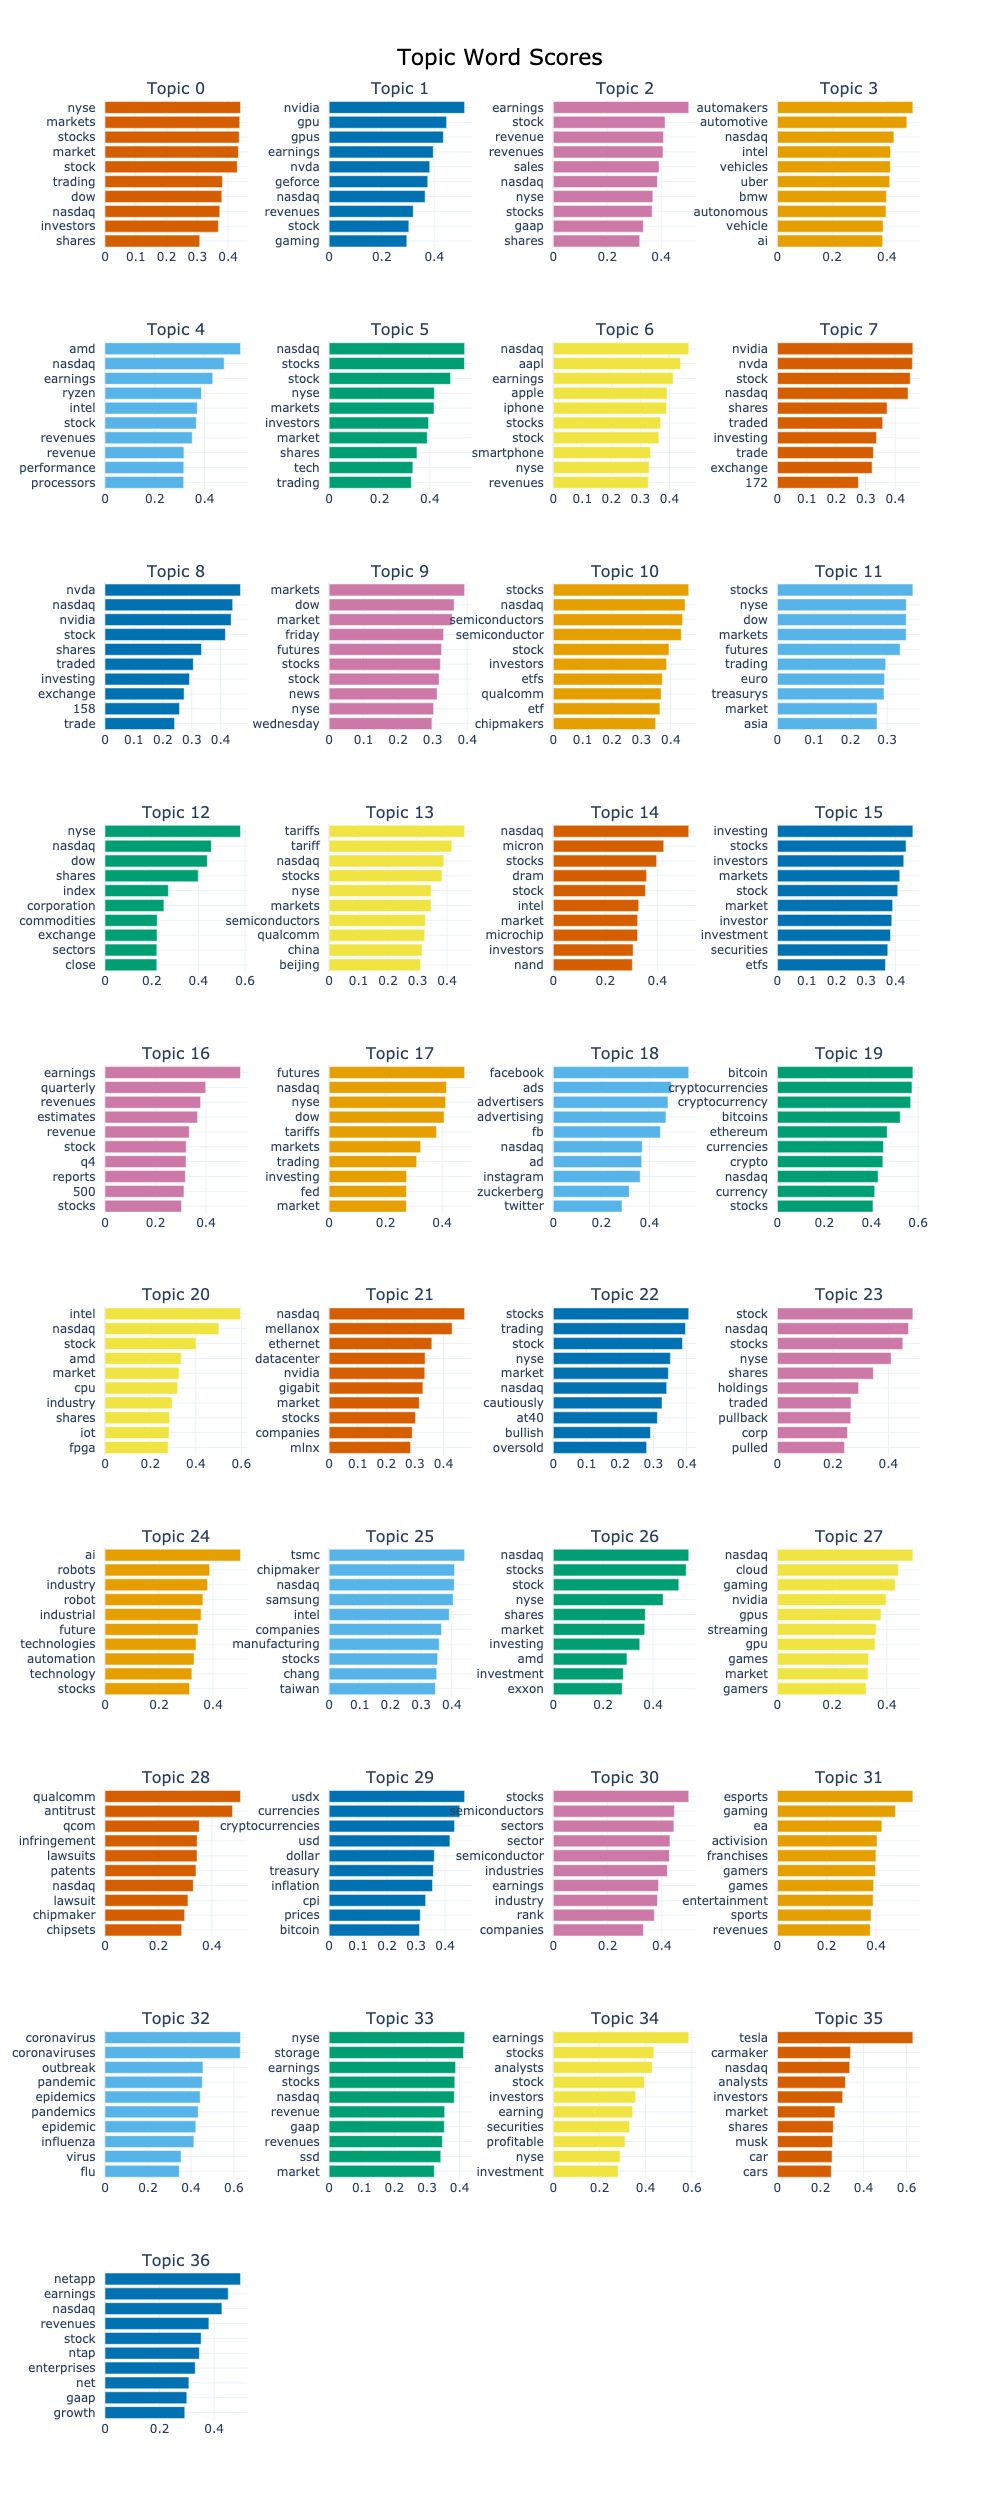 Topic Word Scores
Topic 0
nyse
markets
stocks
market
stock
trading
dow
nasdaq
investors
shares
0 0.1 0.2 0.3 0.4
Topic 1
nvidia
gpu
gpus
earnings
nvda
geforce
nasdaq
revenues
stock
gaming
0 0.2 0.4
Topic 2
earnings
stock
revenue
revenues
sales
nasdaq
nyse
stocks
gaap
shares
0 0.2 0.4
Topic 3
automakers
automotive
nasdaq
intel
vehicles
uber
bmw
autonomous
vehicle
ai
0 0.2 0.4
Topic 4
amd
nasdaq
earnings
ryzen
intel
stock
revenues
revenue
performance
processors
0 0.2 0.4
Topic 5
nasdaq
stocks
stock
nyse
markets
investors
market
shares
tech
trading
0 0.2 0.4
Topic 6
nasdaq
aapl
earnings
apple
iphone
stocks
stock
smartphone
nyse
revenues
0 0.1 0.2 0.3 0.4
Topic 7
nvidia
nvda
stock
nasdaq
shares
traded
investing
trade
exchange
172
0 0.1 0.2 0.3 0.4
Topic 8
nvda
nasdaq
nvidia
stock
shares
traded
investing
exchange
158
trade
0 0.1 0.2 0.3 0.4
Topic 9
markets
dow
market
friday
futures
stocks
stock
news
nyse
wednesday
0 0.1 0.2 0.3 0.4
Topic 10
stocks
nasdaq
semiconductors
semiconductor
stock
investors
etfs
qualcomm
etf
chipmakers
0 0.1 0.2 0.3 0.4
Topic 11
stocks
nyse
dow
markets
futures
trading
euro
treasurys
market
asia
0 0.1 0.2 0.3
Topic 12
nyse
nasdaq
dow
shares
index
corporation
commodities
exchange
sectors
close
0 0.2 0.4 0.6
Topic 13
tariffs
tariff
nasdaq
stocks
nyse
markets
semiconductors
qualcomm
china
beijing
0 0.1 0.2 0.3 0.4
Topic 14
nasdaq
micron
stocks
dram
stock
intel
market
microchip
investors
nand
0 0.2 0.4
Topic 15
investing
stocks
investors
markets
stock
market
investor
investment
securities
etfs
0 0.1 0.2 0.3 0.4
Topic 16
earnings
quarterly
revenues
estimates
revenue
stock
q4
reports
500
stocks
0 0.2 0.4
Topic 17
futures
nasdaq
nyse
dow
tariffs
markets
trading
investing
fed
market
0 0.2 0.4
Topic 18
facebook
ads
advertisers
advertising
fb
nasdaq
ad
instagram
zuckerberg
twitter
0 0.2 0.4
Topic 19
bitcoin
cryptocurrencies
cryptocurrency
bitcoins
ethereum
currencies
crypto
nasdaq
currency
stocks
0 0.2 0.4 0.6
Topic 20
intel
nasdaq
stock
amd
market
cpu
industry
shares
iot
fpga
0 0.2 0.4 0.6
Topic 21
nasdaq
mellanox
ethernet
datacenter
nvidia
gigabit
market
stocks
companies
mlnx
0 0.1 0.2 0.3 0.4
Topic 22
stocks
trading
stock
nyse
market
nasdaq
cautiously
at40
bullish
oversold
0 0.1 0.2 0.3 0.4
Topic 23
stock
nasdaq
stocks
nyse
shares
holdings
traded
pullback
corp
pulled
0 0.2 0.4
Topic 24
ai
robots
industry
robot
industrial
future
technologies
automation
technology
stocks
0 0.2 0.4
Topic 25
tsmc
chipmaker
nasdaq
samsung
intel
companies
manufacturing
stocks
chang
taiwan
0 0.1 0.2 0.3 0.4
Topic 26
nasdaq
stocks
stock
nyse
shares
market
investing
amd
investment
exxon
0 0.2 0.4
Topic 27
nasdaq
cloud
gaming
nvidia
gpus
streaming
gpu
games
market
gamers
0 0.2 0.4
Topic 28
qualcomm
antitrust
qcom
infringement
lawsuits
patents
nasdaq
lawsuit
chipmaker
chipsets
0 0.2 0.4
Topic 29
usdx
currencies
cryptocurrencies
usd
dollar
treasury
inflation
cpi
prices
bitcoin
0 0.1 0.2 0.3 0.4
Topic 30
stocks
semiconductors
sectors
sector
semiconductor
industries
earnings
industry
rank
companies
0 0.2 0.4
Topic 31
esports
gaming
ea
activision
franchises
gamers
games
entertainment
sports
revenues
0 0.2 0.4
Topic 32
coronavirus
coronaviruses
outbreak
pandemic
epidemics
pandemics
epidemic
influenza
virus
flu
0 0.2 0.4 0.6
Topic 33
nyse
storage
earnings
stocks
nasdaq
revenue
gaap
revenues
ssd
market
0 0.1 0.2 0.3 0.4
Topic 34
earnings
stocks
analysts
stock
investors
earning
securities
profitable
nyse
investment
0 0.2 0.4 0.6
Topic 35
tesla
carmaker
nasdaq
analysts
investors
market
shares
musk
car
cars
0 0.2 0.4 0.6
Topic 36
netapp
earnings
nasdaq
revenues
stock
ntap
enterprises
net
gaap
growth
0 0.2 0.4